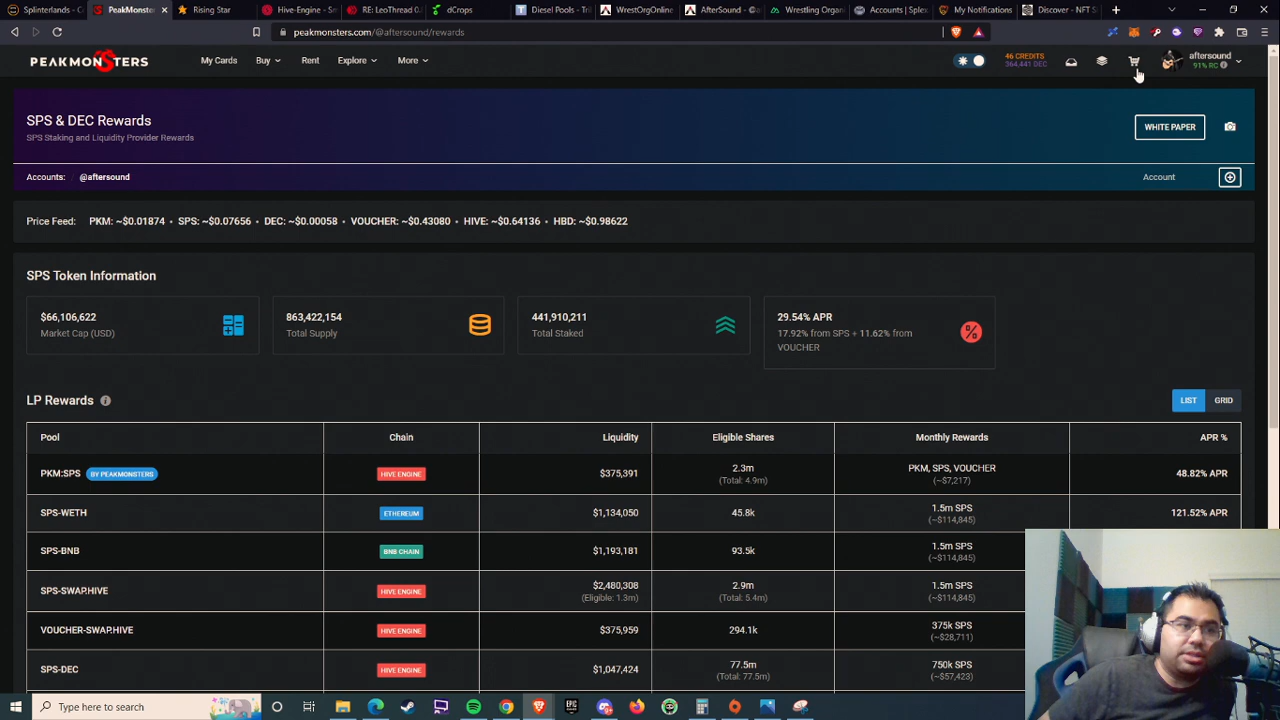 Splinterlands - C
PeakMonsters
Rising Star
Hive-Engine - Sm
RE: LeoThread 0.
dCrops
Diesel Pools - Tri
WrestOrgOnline
AfterSound - @a
Wrestling Organ
Accounts | Splex
My Notifications
Discover - NFT S
peakmonsters.com/@aftersound/rewards
PEAKMONSTERS
My Cards
Buy
Rent
Explore
More
46 CREDITS
364,441 DEC
aftersound
91% RC
SPS & DEC Rewards
SPS Staking and Liquidity Provider Rewards
WHITE PAPER
Accounts: @aftersound
Account
Price Feed: PKM: ~$0.01874 • SPS: ~$0.07656 • DEC: ~$0.00058 • VOUCHER: ~$0.43080 • HIVE: ~$0.64136 • HBD: ~$0.98622
SPS Token Information
$66,106,622
Market Cap (USD)
863,422,154
Total Supply
441,910,211
Total Staked
29.54% APR
17.92% from SPS + 11.62% from
VOUCHER
LP Rewards
LIST GRID
Pool Chain Liquidity Eligible Shares Monthly Rewards APR %
PKM:SPS BY PEAKMONSTERS HIVE ENGINE $375,391 2.3m PKM, SPS, VOUCHER 48.82% APR
(Total: 4.9m) (~$7,217)
SPS-WETH ETHEREUM $1,134,050 45.8k 1.5m SPS 121.52% APR
(~$114,845)
SPS-BNB BNB CHAIN $1,193,181 93.5k 1.5m SPS
(~$114,845)
SPS-SWAP.HIVE HIVE ENGINE $2,480,308 2.9m 1.5m SPS
(Eligible: 1.3m) (Total: 5.4m) (~$114,845)
VOUCHER-SWAP.HIVE HIVE ENGINE $375,959 294.1k 375k SPS
(~$28,711)
SPS-DEC HIVE ENGINE $1,047,424 77.5m 750k SPS
(Total: 77.5m) (~$57,423)
Type here to search